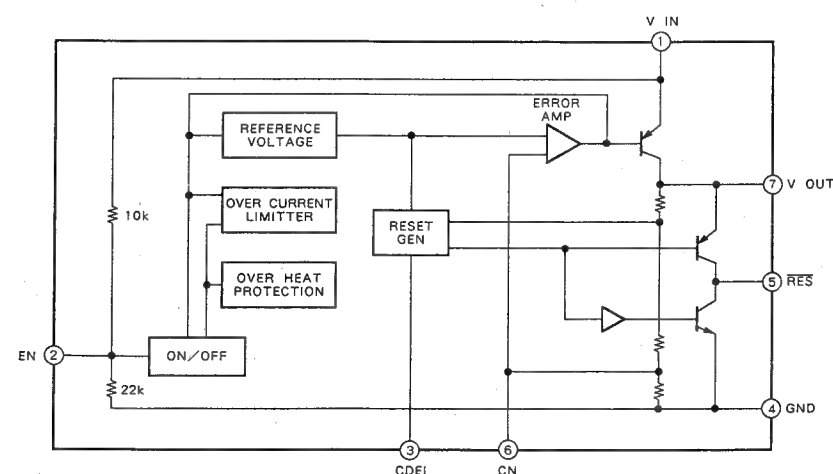 V IN
1
ERROR
AMP
REFERENCE
VOLTAGE
7 V OUT
10k
OVER CURRENT
LIMITTER
RESET
GEN
OVER HEAT
PROTECTION
5 RES
EN 2
ON/OFF
22k
4 GND
3
CDEL
6
CN